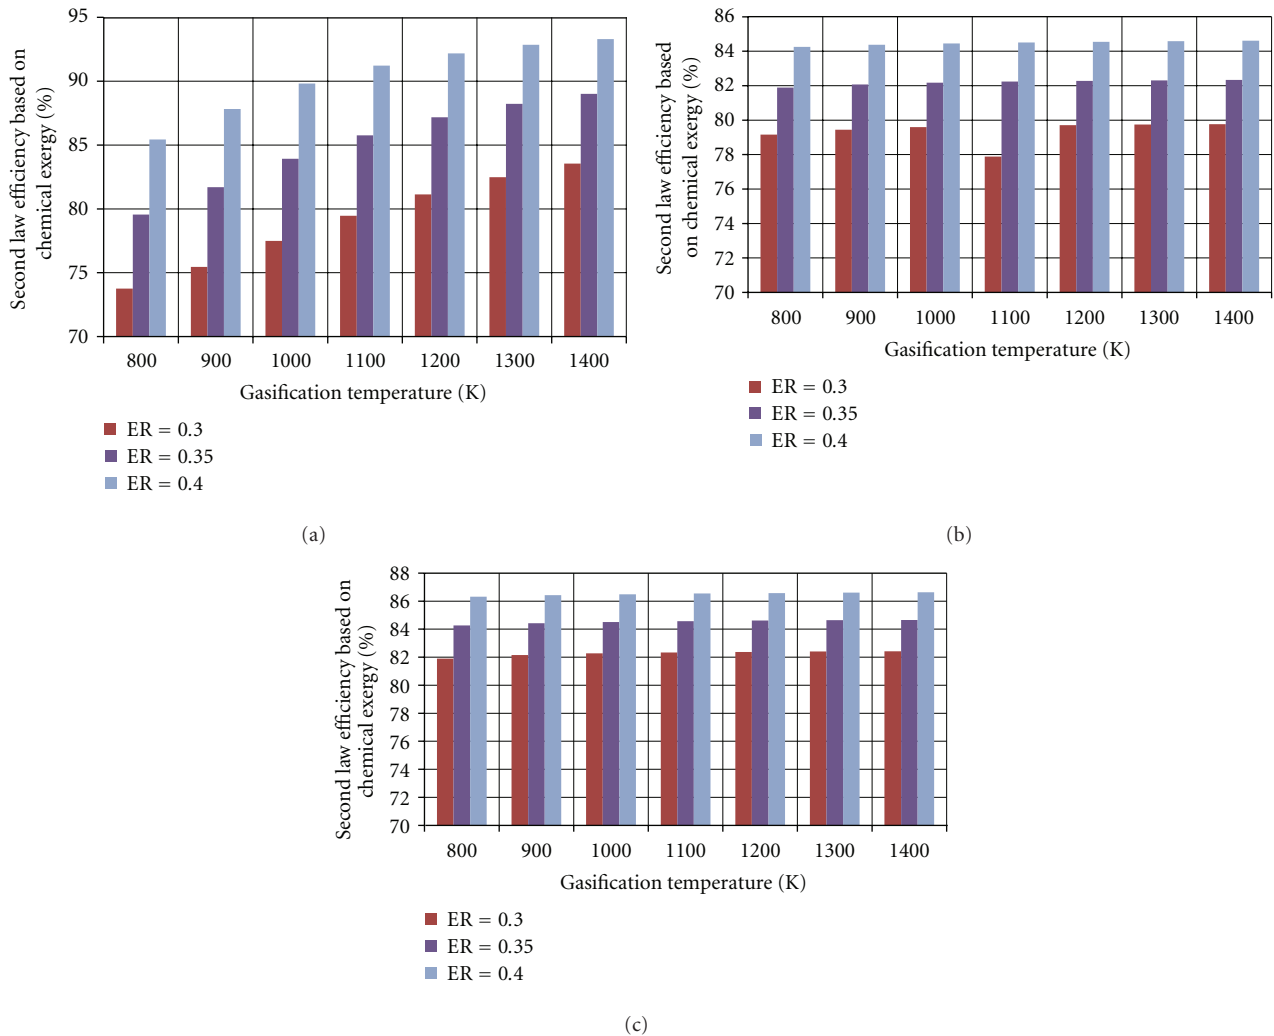 Second law efficiency based on
chemical exergy (%)
95
90
85
80
75
70
800 900 1000 1100 1200 1300 1400
Gasification temperature (K)
ER = 0.3
ER = 0.35
ER = 0.4
(a)
Second law efficiency based
on chemical exergy (%)
86
84
82
80
78
76
74
72
70
800 900 1000 1100 1200 1300 1400
Gasification temperature (K)
ER = 0.3
ER = 0.35
ER = 0.4
(b)
Second law efficiency based on
chemical exergy (%)
88
86
84
82
80
78
76
74
72
70
800 900 1000 1100 1200 1300 1400
Gasification temperature (K)
ER = 0.3
ER = 0.35
ER = 0.4
(c)